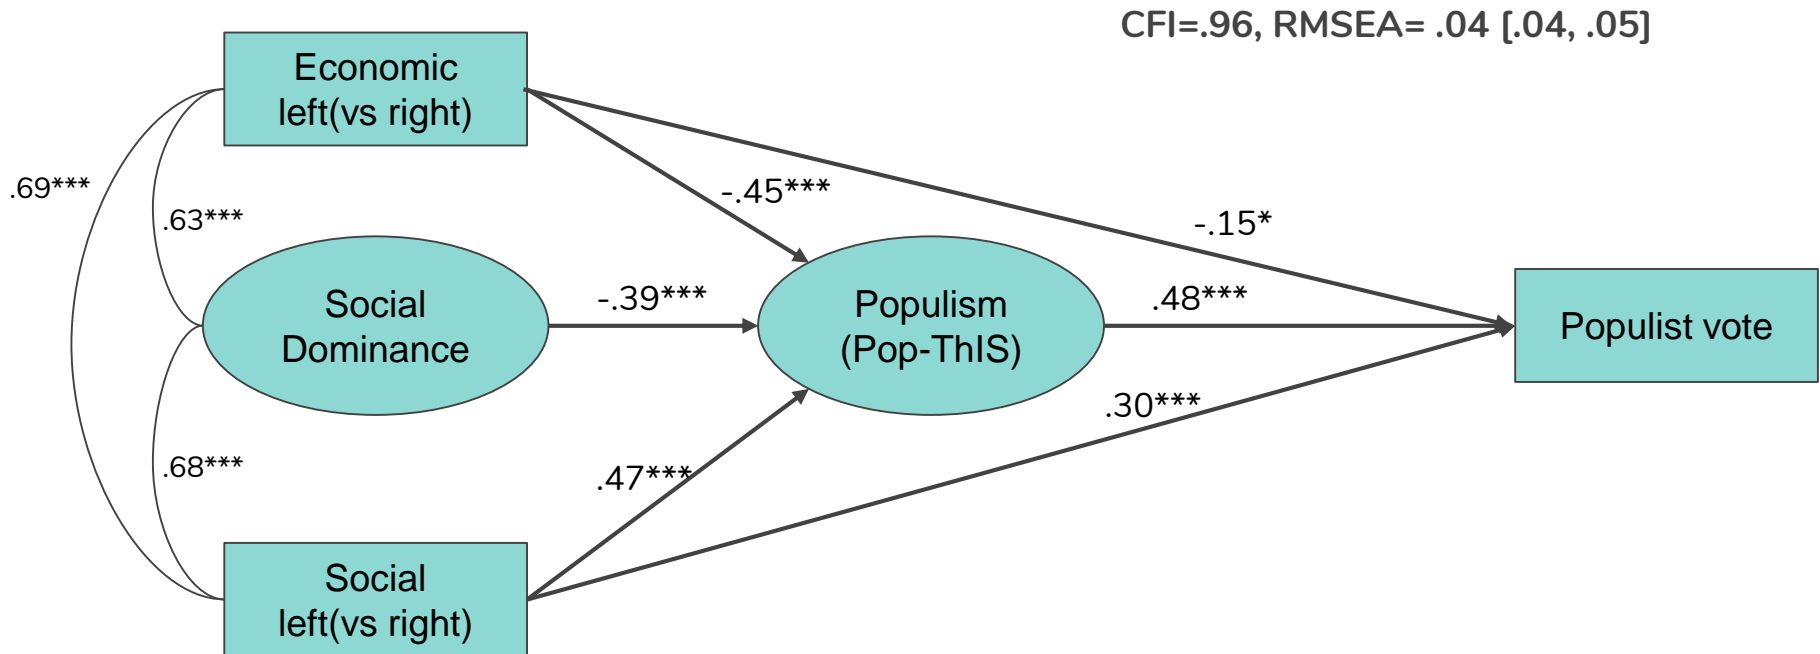 CFI=.96, RMSEA= .04 [.04, .05]
Economic
left(vs right)
.69***
.63***
-.45***
-.15*
Social
Dominance
-.39***
Populism
(Pop-ThIS)
.48***
Populist vote
.30***
.68***
.47***
Social
left(vs right)